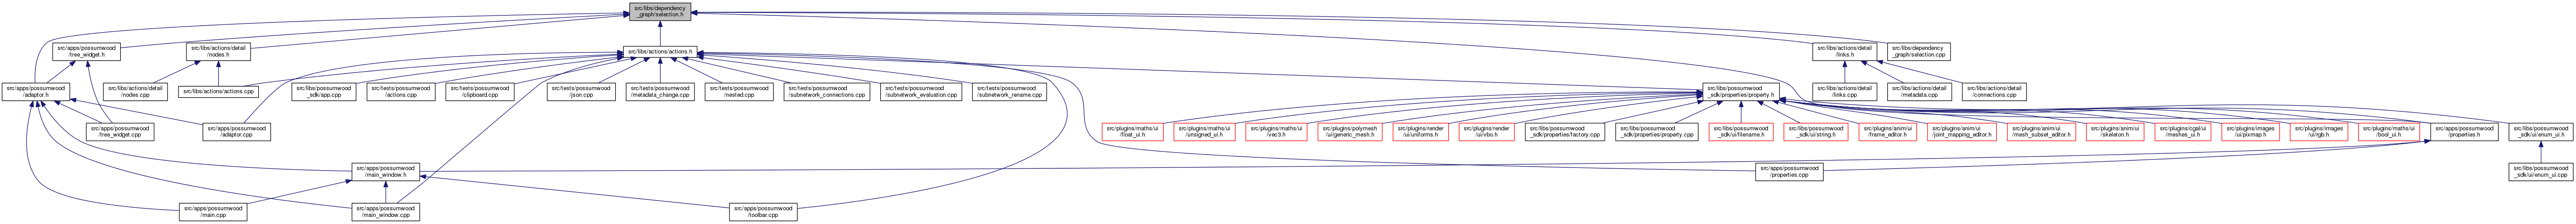 src/libs/dependency
_graph/selection.h
src/apps/possumwood
/tree_widget.h
src/libs/actions/detail
/nodes.h
src/libs/actions/actions.h
src/libs/actions/detail
/links.h
src/libs/dependency
_graph/selection.cpp
src/apps/possumwood
/adaptor.h
src/libs/actions/detail
/nodes.cpp
src/libs/actions/actions.cpp
src/libs/possumwood
_sdk/app.cpp
src/tests/possumwood
/actions.cpp
src/tests/possumwood
/clipboard.cpp
src/tests/possumwood
/json.cpp
src/tests/possumwood
/metadata_change.cpp
src/tests/possumwood
/nested.cpp
src/tests/possumwood
/subnetwork_connections.cpp
src/tests/possumwood
/subnetwork_evaluation.cpp
src/tests/possumwood
/subnetwork_rename.cpp
src/libs/possumwood
_sdk/properties/property.h
src/libs/actions/detail
/links.cpp
src/libs/actions/detail
/metadata.cpp
src/libs/actions/detail
/connections.cpp
src/apps/possumwood
/tree_widget.cpp
src/apps/possumwood
/adaptor.cpp
src/plugins/maths/ui
/float_ui.h
src/plugins/maths/ui
/unsigned_ui.h
src/plugins/maths/ui
/vec3.h
src/plugins/polymesh
/ui/generic_mesh.h
src/plugins/render
/ui/uniforms.h
src/plugins/render
/ui/vbo.h
src/libs/possumwood
_sdk/properties/factory.cpp
src/libs/possumwood
_sdk/properties/property.cpp
src/libs/possumwood
_sdk/ui/filename.h
src/libs/possumwood
_sdk/ui/string.h
src/plugins/anim/ui
/frame_editor.h
src/plugins/anim/ui
/joint_mapping_editor.h
src/plugins/anim/ui
/mesh_subset_editor.h
src/plugins/anim/ui
/skeleton.h
src/plugins/cgal/ui
/meshes_ui.h
src/plugins/images
/ui/pixmap.h
src/plugins/images
/ui/rgb.h
src/plugins/maths/ui
/bool_ui.h
src/apps/possumwood
/properties.h
src/libs/possumwood
_sdk/ui/enum_ui.h
src/apps/possumwood
/main_window.h
src/apps/possumwood
/properties.cpp
src/libs/possumwood
_sdk/ui/enum_ui.cpp
src/apps/possumwood
/main.cpp
src/apps/possumwood
/main_window.cpp
src/apps/possumwood
/toolbar.cpp